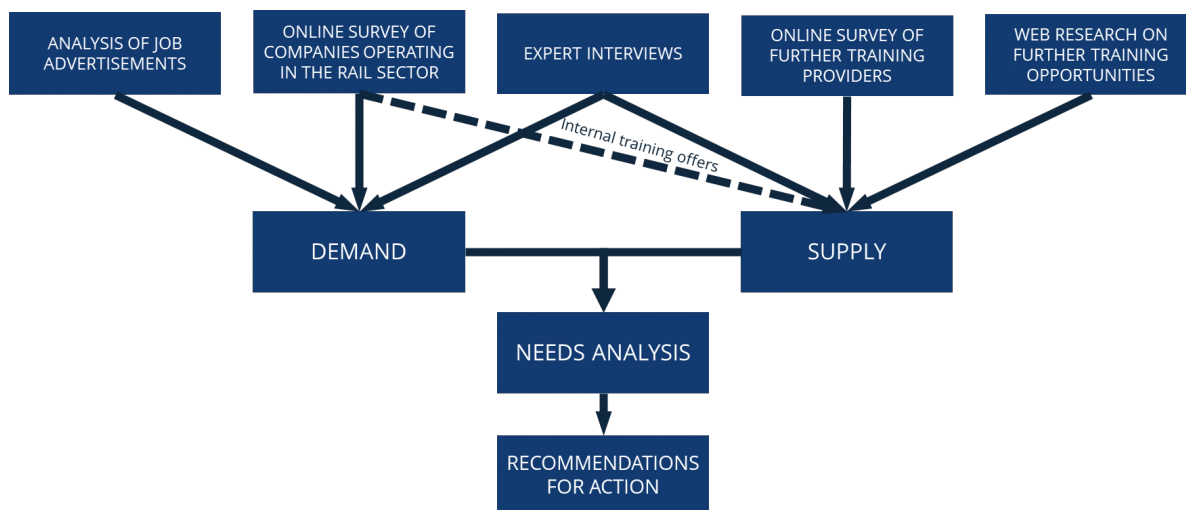 ANALYSIS OF JOB
ADVERTISEMENTS
ONLINE SURVEY OF
COMPANIES OPERATING
IN THE RAIL SECTOR
EXPERT INTERVIEWS
ONLINE SURVEY OF
FURTHER TRAINING
PROVIDERS
WEB RESEARCH ON
FURTHER TRAINING
OPPORTUNITIES
Internal training offers
DEMAND
SUPPLY
NEEDS ANALYSIS
RECOMMENDATIONS
FOR ACTION